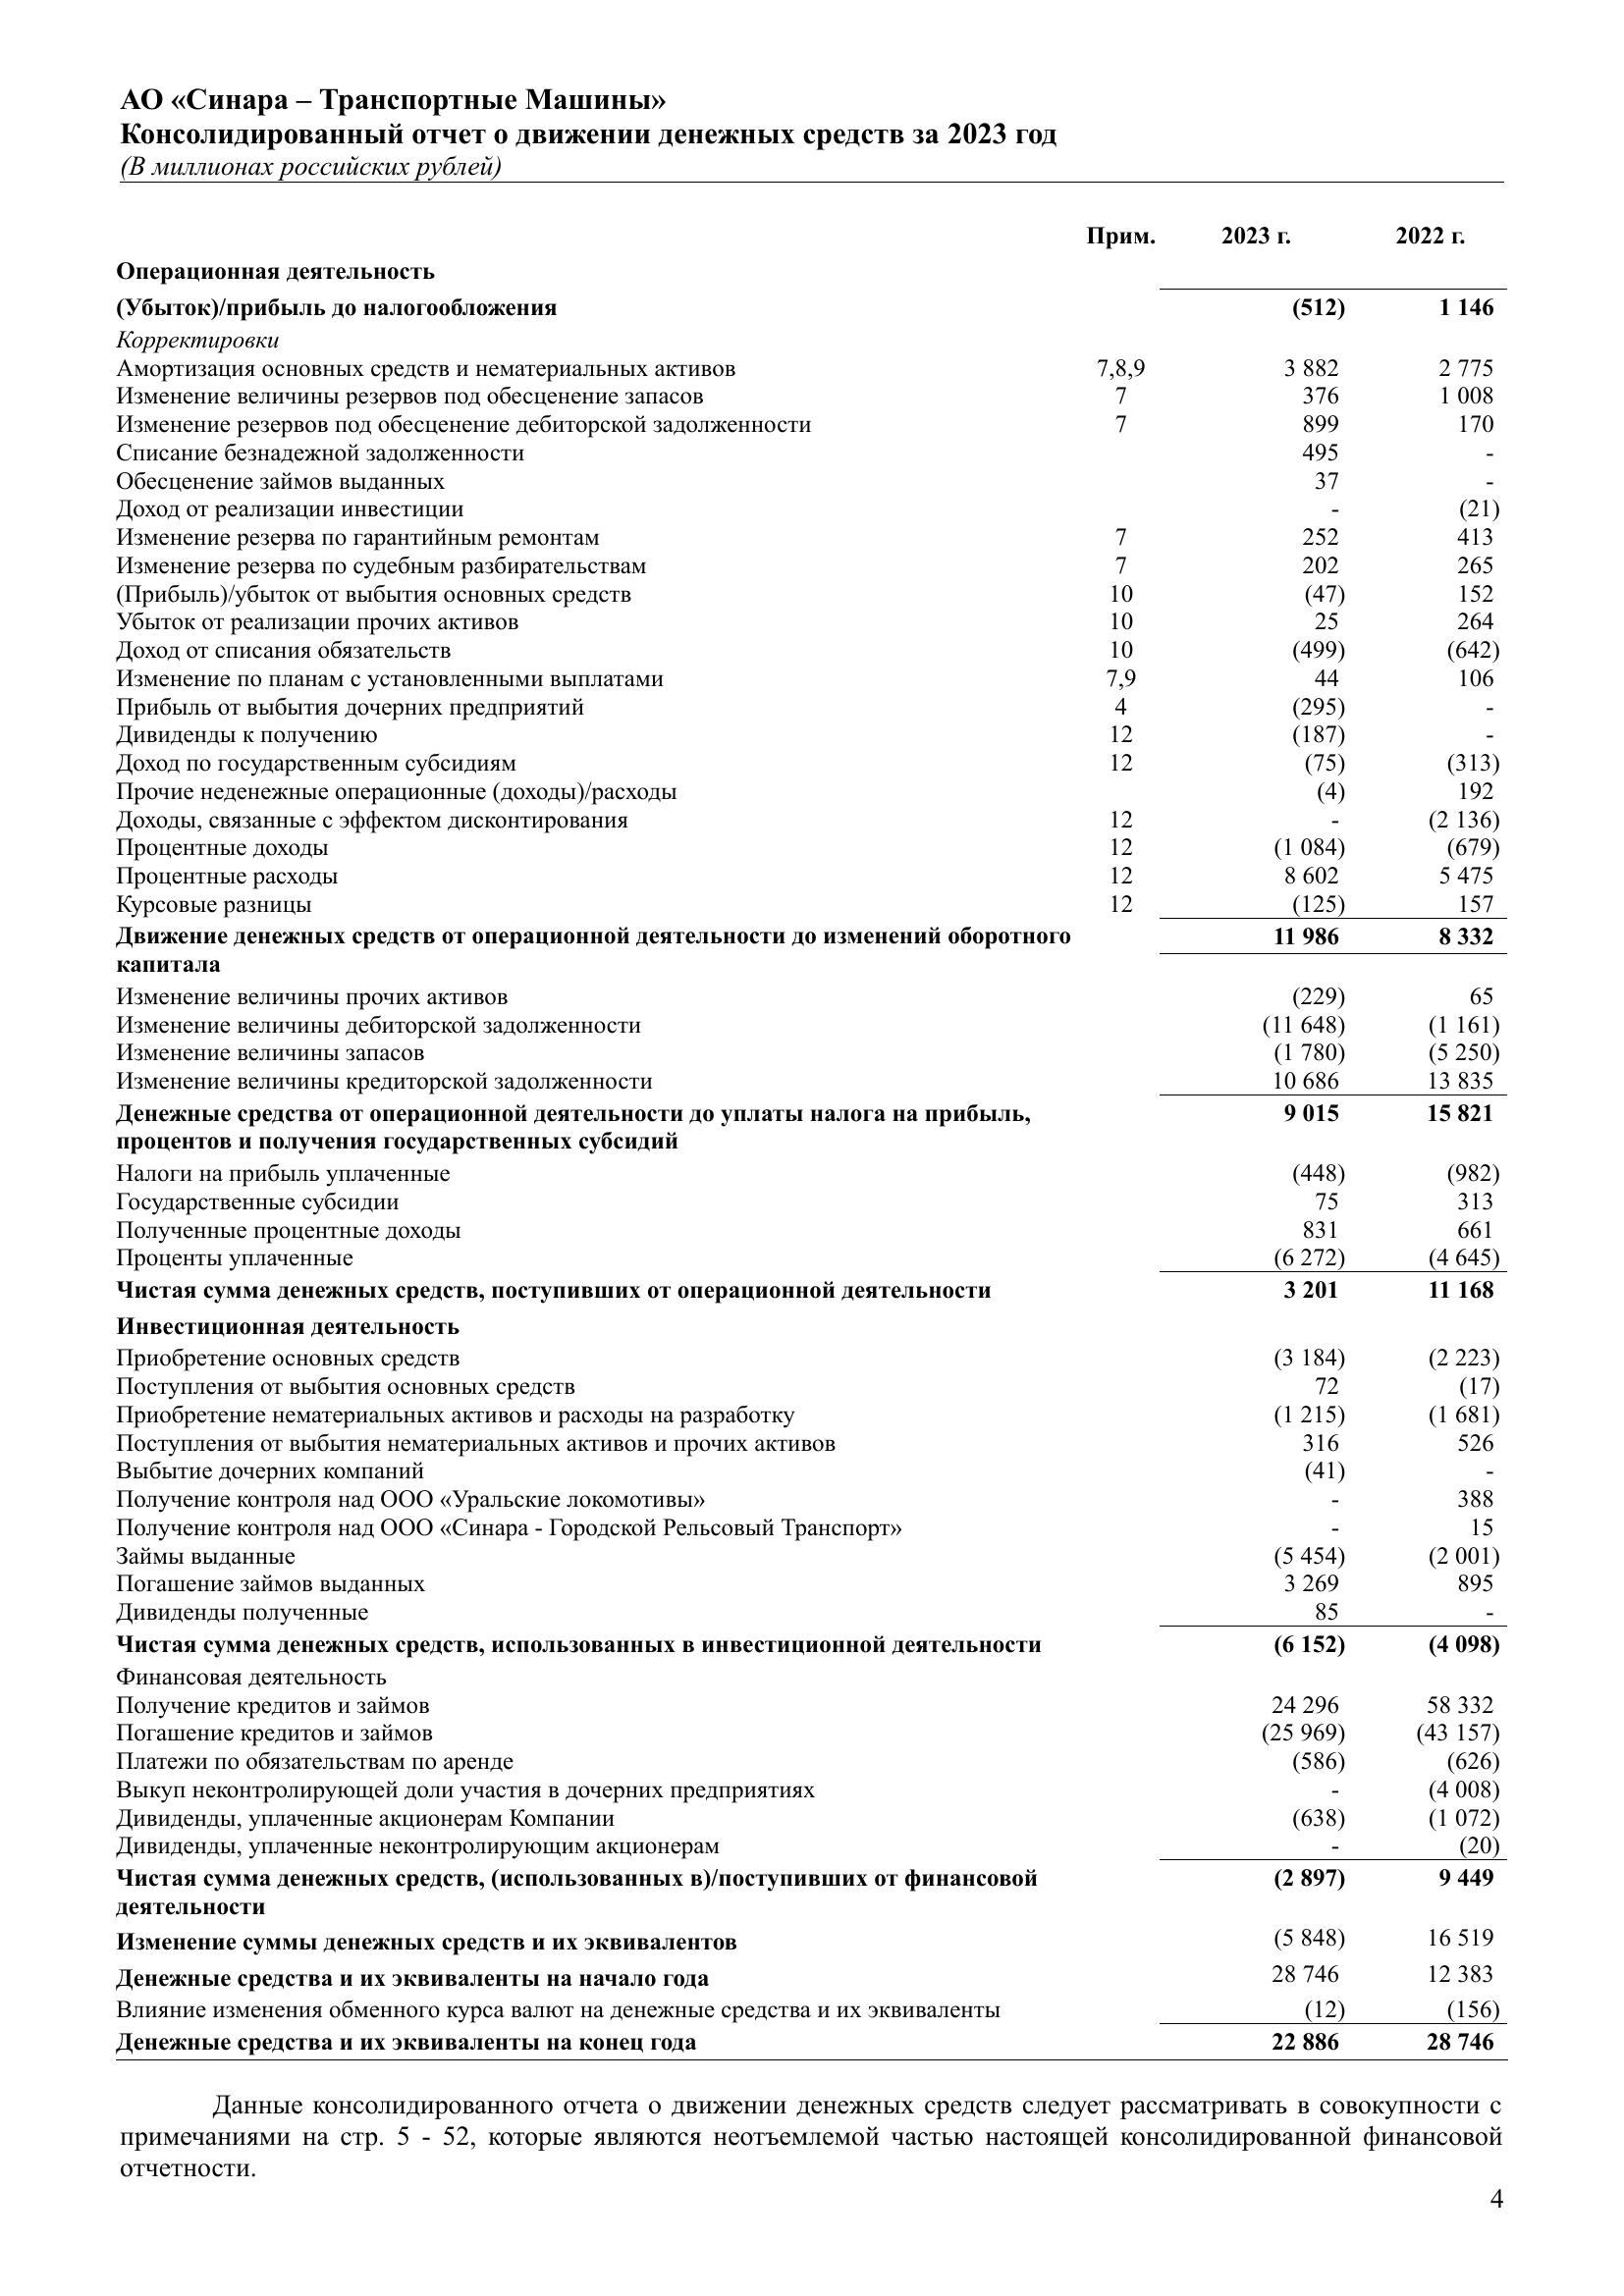 АО «Синара – Транспортные Машины»
Консолидированный отчет о движении денежных средств за 2023 год
(В миллионах российских рублей)
Прим. 2023 г. 2022 г.
Операционная деятельность
(Убыток)/прибыль до налогообложения (512) 1 146
Корректировки
Амортизация основных средств и нематериальных активов 7,8,9 3 882 2 775
Изменение величины резервов под обесценение запасов 7 376 1 008
Изменение резервов под обесценение дебиторской задолженности 7 899 170
Списание безнадежной задолженности 495 -
Обесценение займов выданных 37 -
Доход от реализации инвестиции - (21)
Изменение резерва по гарантийным ремонтам 7 252 413
Изменение резерва по судебным разбирательствам 7 202 265
(Прибыль)/убыток от выбытия основных средств 10 (47) 152
Убыток от реализации прочих активов 10 25 264
Доход от списания обязательств 10 (499) (642)
Изменение по планам с установленными выплатами 7,9 44 106
Прибыль от выбытия дочерних предприятий 4 (295) -
Дивиденды к получению 12 (187) -
Доход по государственным субсидиям 12 (75) (313)
Прочие неденежные операционные (доходы)/расходы (4) 192
Доходы, связанные с эффектом дисконтирования 12 - (2 136)
Процентные доходы 12 (1 084) (679)
Процентные расходы 12 8 602 5 475
Курсовые разницы 12 (125) 157
Движение денежных средств от операционной деятельности до изменений оборотного 11 986 8 332
капитала
Изменение величины прочих активов (229) 65
Изменение величины дебиторской задолженности (11 648) (1 161)
Изменение величины запасов (1 780) (5 250)
Изменение величины кредиторской задолженности 10 686 13 835
Денежные средства от операционной деятельности до уплаты налога на прибыль, 9 015 15 821
процентов и получения государственных субсидий
Налоги на прибыль уплаченные (448) (982)
Государственные субсидии 75 313
Полученные процентные доходы 831 661
Проценты уплаченные (6 272) (4 645)
Чистая сумма денежных средств, поступивших от операционной деятельности 3 201 11 168
Инвестиционная деятельность
Приобретение основных средств (3 184) (2 223)
Поступления от выбытия основных средств 72 (17)
Приобретение нематериальных активов и расходы на разработку (1 215) (1 681)
Поступления от выбытия нематериальных активов и прочих активов 316 526
Выбытие дочерних компаний (41) -
Получение контроля над ООО «Уральские локомотивы» - 388
Получение контроля над ООО «Синара - Городской Рельсовый Транспорт» - 15
Займы выданные (5 454) (2 001)
Погашение займов выданных 3 269 895
Дивиденды полученные 85 -
Чистая сумма денежных средств, использованных в инвестиционной деятельности (6 152) (4 098)
Финансовая деятельность
Получение кредитов и займов 24 296 58 332
Погашение кредитов и займов (25 969) (43 157)
Платежи по обязательствам по аренде (586) (626)
Выкуп неконтролирующей доли участия в дочерних предприятиях - (4 008)
Дивиденды, уплаченные акционерам Компании (638) (1 072)
Дивиденды, уплаченные неконтролирующим акционерам - (20)
Чистая сумма денежных средств, (использованных в)/поступивших от финансовой (2 897) 9 449
деятельности
Изменение суммы денежных средств и их эквивалентов (5 848) 16 519
Денежные средства и их эквиваленты на начало года 28 746 12 383
Влияние изменения обменного курса валют на денежные средства и их эквиваленты (12) (156)
Денежные средства и их эквиваленты на конец года 22 886 28 746
Данные консолидированного отчета о движении денежных средств следует рассматривать в совокупности с
примечаниями на стр. 5 - 52, которые являются неотъемлемой частью настоящей консолидированной финансовой
отчетности.
4